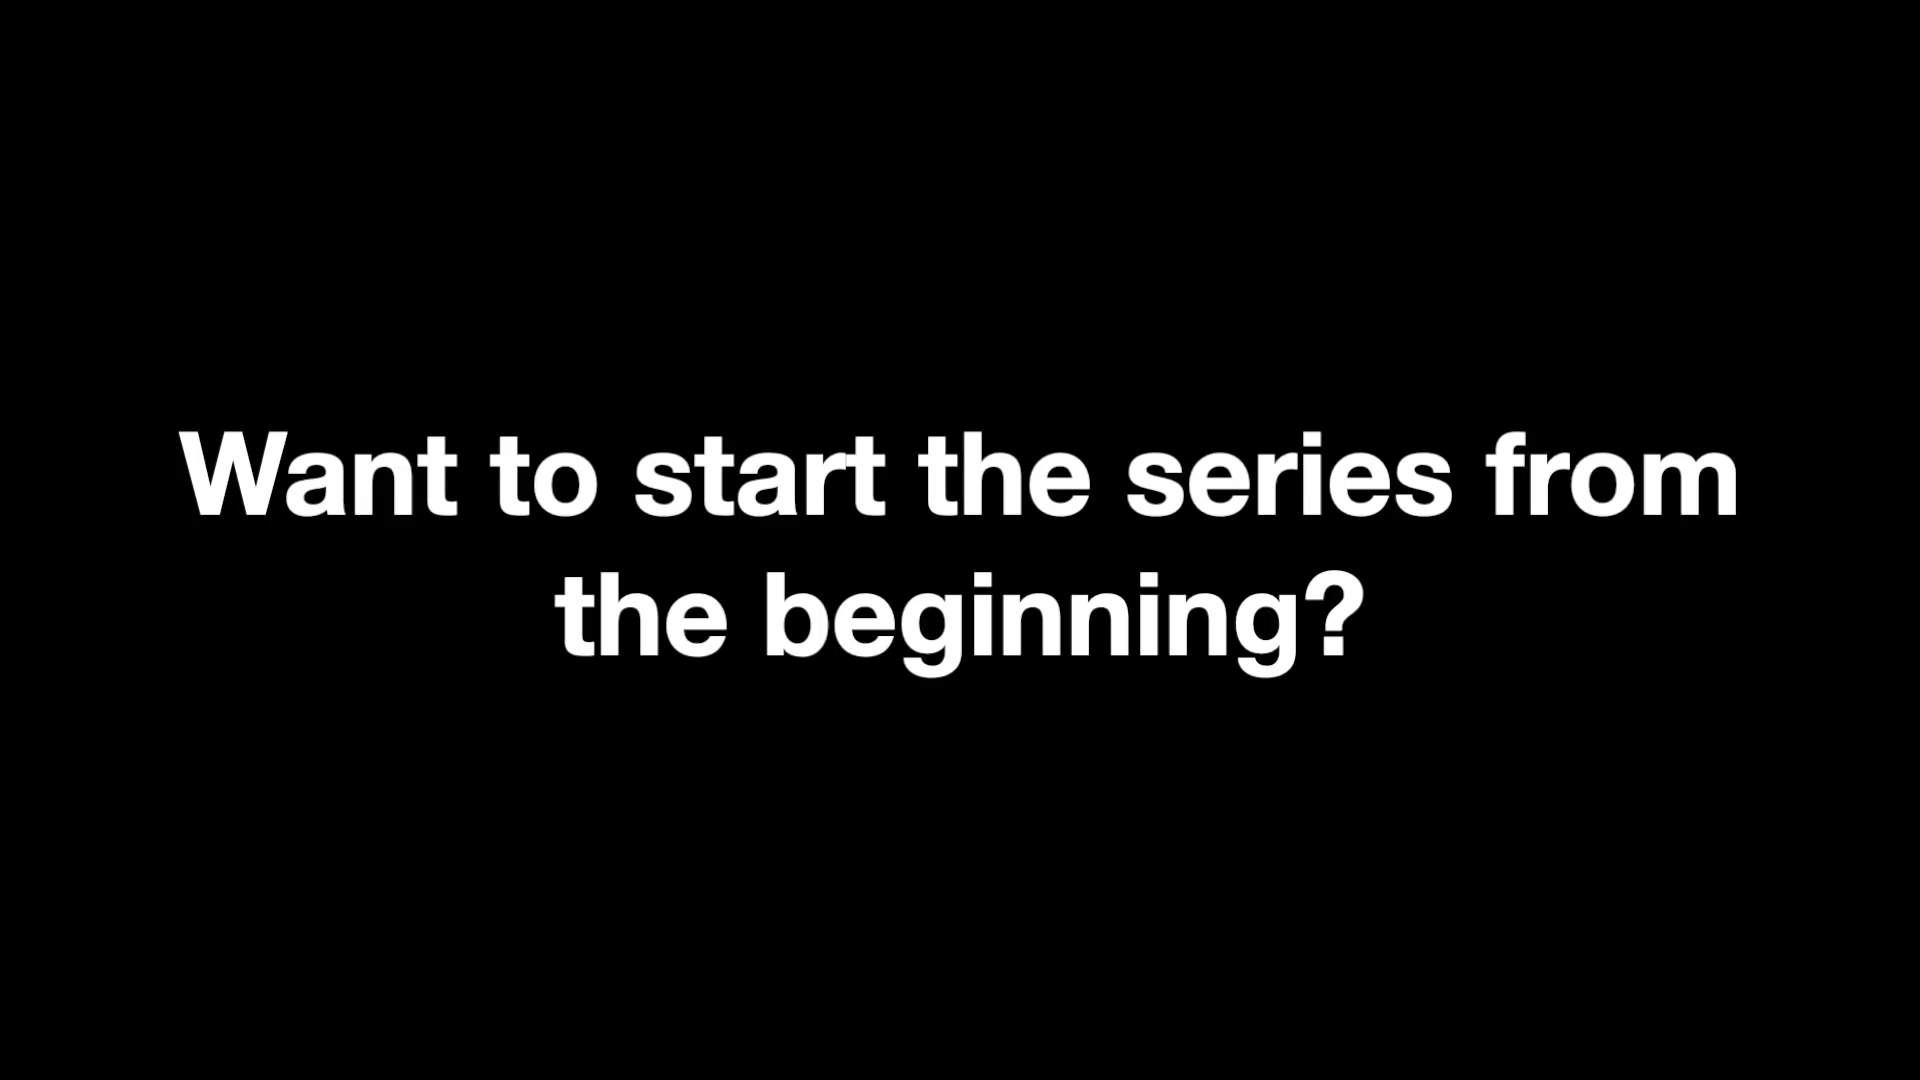 Want to start the series from
the beginning?